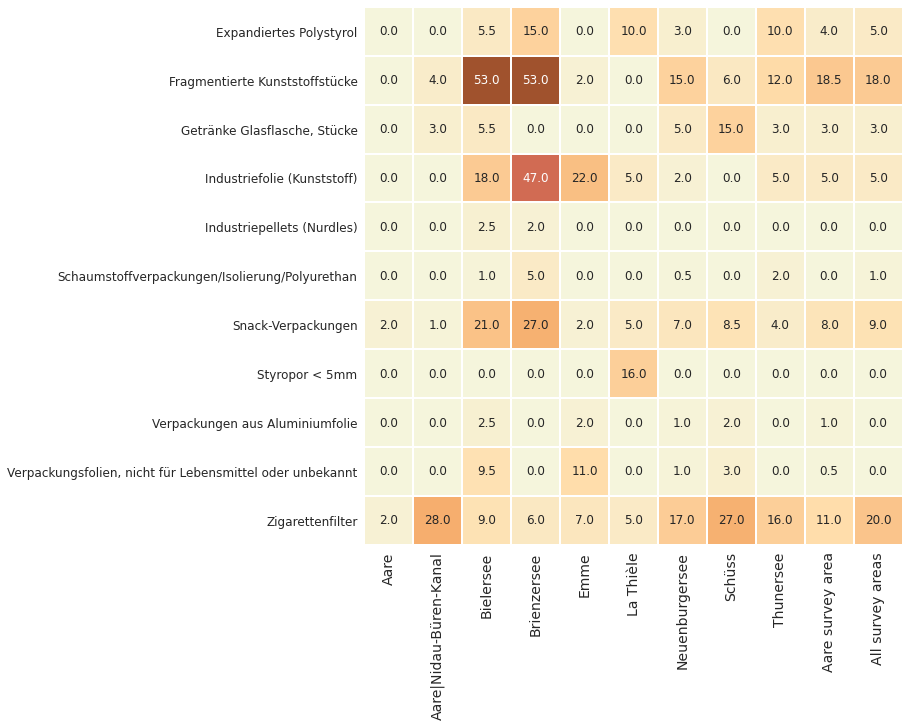 Expandiertes Polystyrol 0.0 0.0 5.5 15.0 0.0 10.0 3.0 0.0 10.0 4.0 5.0
Fragmentierte Kunststoffstücke 0.0 4.0 53.0 53.0 2.0 0.0 15.0 6.0 12.0 18.5 18.0
Getränke Glasflasche, Stücke 0.0 3.0 5.5 0.0 0.0 0.0 5.0 15.0 3.0 3.0 3.0
Industriefolie (Kunststoff) 0.0 0.0 18.0 47.0 22.0 5.0 2.0 0.0 5.0 5.0 5.0
Industriepellets (Nurdles) 0.0 0.0 2.5 2.0 0.0 0.0 0.0 0.0 0.0 0.0 0.0
Schaumstoffverpackungen/Isolierung/Polyurethan 0.0 0.0 1.0 5.0 0.0 0.0 0.5 0.0 2.0 0.0 1.0
Snack-Verpackungen 2.0 1.0 21.0 27.0 2.0 5.0 7.0 8.5 4.0 8.0 9.0
Styropor < 5mm 0.0 0.0 0.0 0.0 0.0 16.0 0.0 0.0 0.0 0.0 0.0
Verpackungen aus Aluminiumfolie 0.0 0.0 2.5 0.0 2.0 0.0 1.0 2.0 0.0 1.0 0.0
Verpackungsfolien, nicht für Lebensmittel oder unbekannt 0.0 0.0 9.5 0.0 11.0 0.0 1.0 3.0 0.0 0.5 0.0
Zigarettenfilter 2.0 28.0 9.0 6.0 7.0 5.0 17.0 27.0 16.0 11.0 20.0
Aare
Aare|Nidau-Büren-Kanal
Bielersee
Brienzersee
Emme
La Thièle
Neuenburgersee
Schüss
Thunersee
Aare survey area
All survey areas